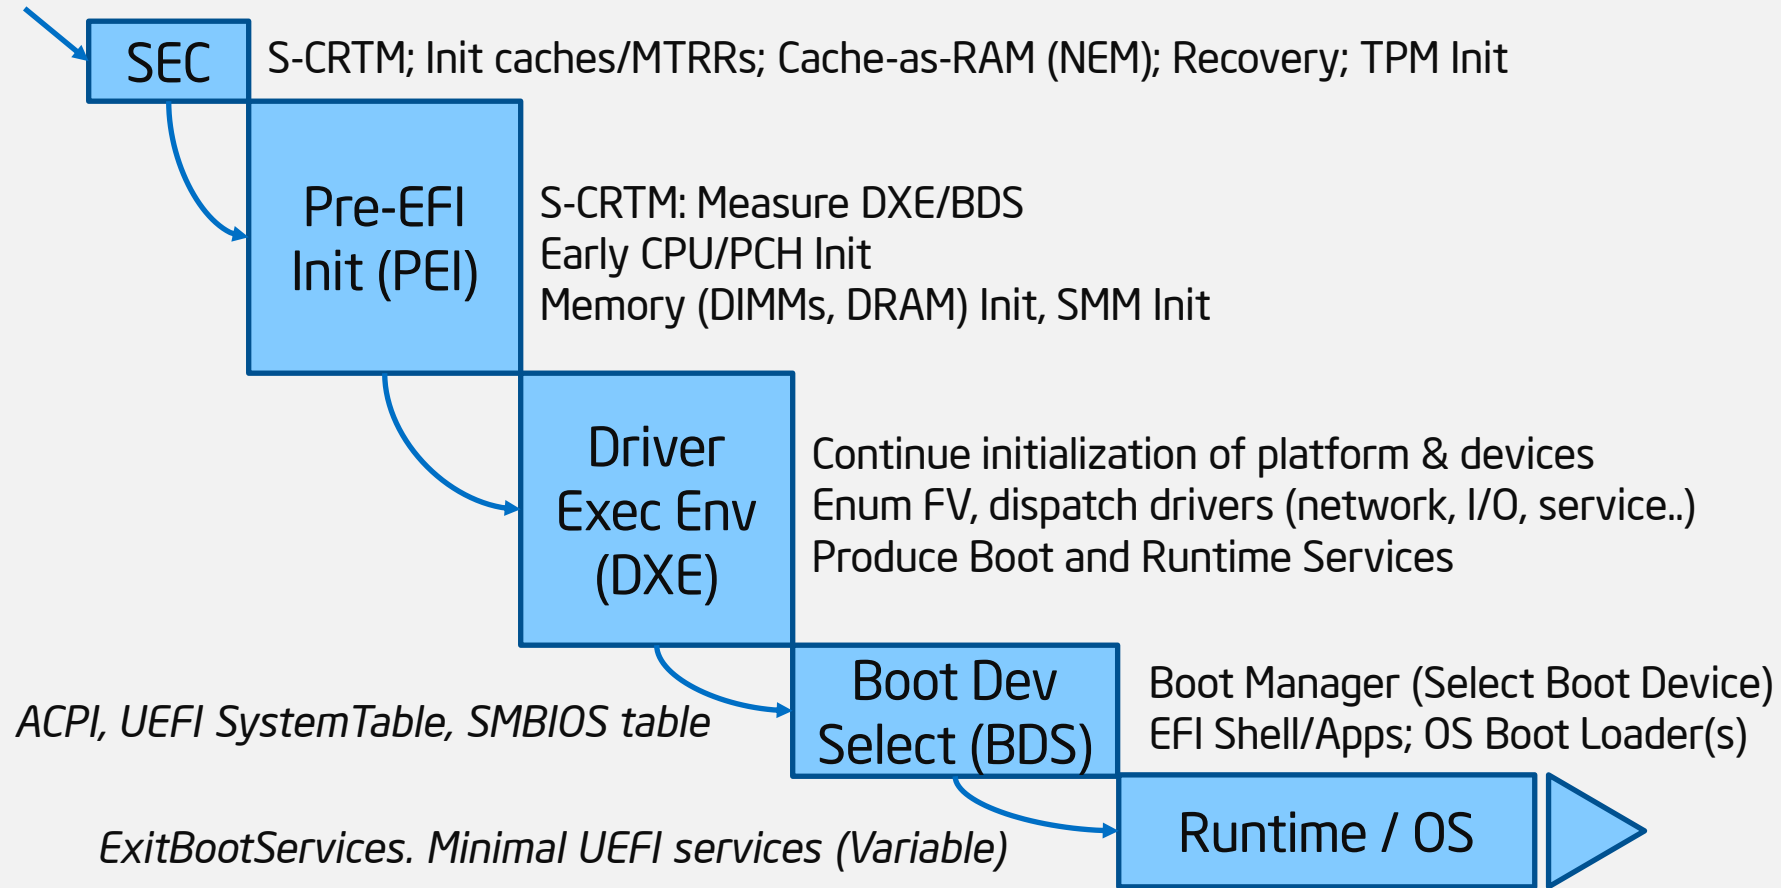 SEC
S-CRTM; Init caches/MTRRs; Cache-as-RAM (NEM); Recovery; TPM Init
Pre-EFI
Init (PEI)
S-CRTM: Measure DXE/BDS
Early CPU/PCH Init
Memory (DIMMs, DRAM) Init, SMM Init
Driver
Exec Env
(DXE)
Continue initialization of platform & devices
Enum FV, dispatch drivers (network, I/O, service..)
Produce Boot and Runtime Services
ACPI, UEFI SystemTable, SMBIOS table
Boot Dev
Select (BDS)
Boot Manager (Select Boot Device)
EFI Shell/Apps; OS Boot Loader(s)
ExitBootServices. Minimal UEFI services (Variable)
Runtime / OS